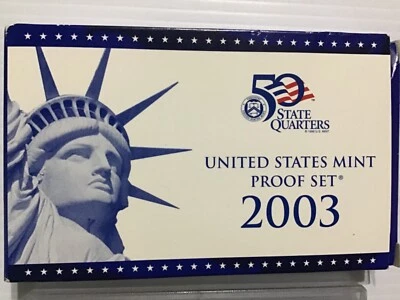 50
STATE
QUARTERS
UNITED STATES MINT
PROOF SET®
2003